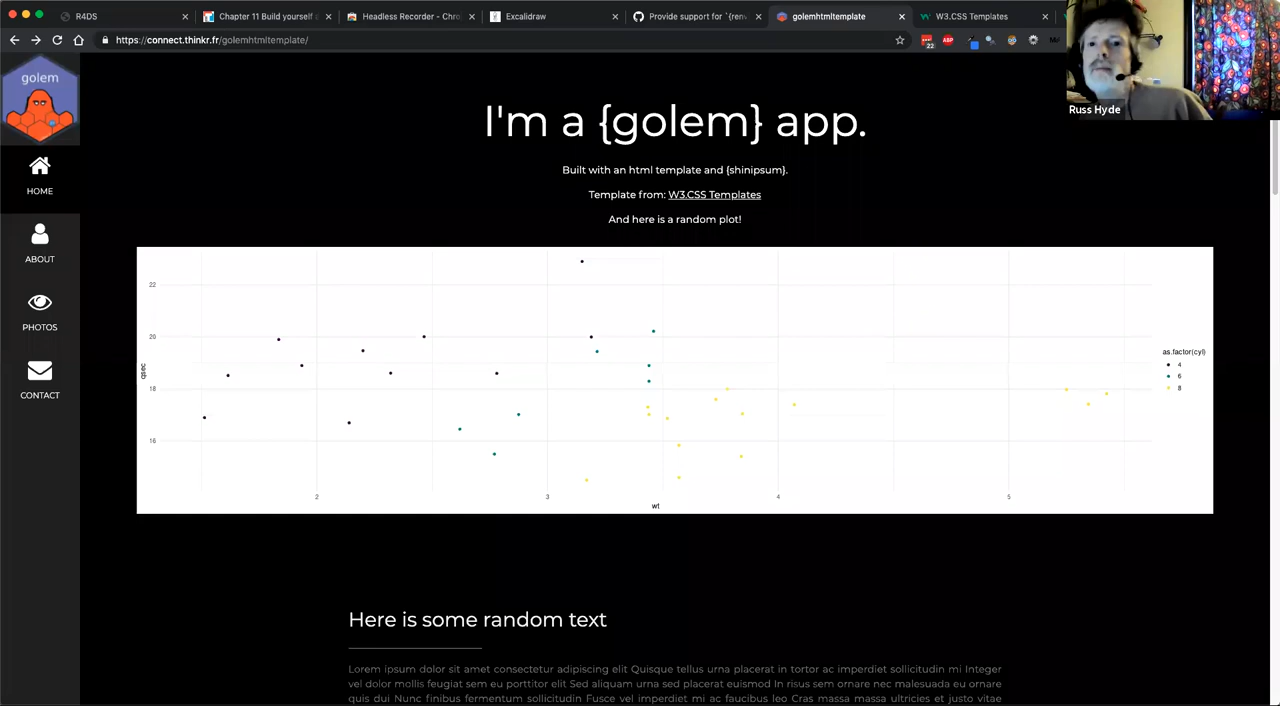 R4DS
Chapter 11 Build yourself a
Headless Recorder - Chro
Excalidraw
Provide support for `{renv
golemhtmltemplate
W3.CSS Templates
https://connect.thinkr.fr/golemhtmltemplate/
22
ABP
Russ Hyde
golem
HOME
ABOUT
PHOTOS
CONTACT
I'm a {golem} app.
Built with an html template and {shinipsum}.
Template from: W3.CSS Templates
And here is a random plot!
22
20
18
16
qsec
2
3
4
5
wt
as.factor(cyl)
4
6
8
Here is some random text
Lorem ipsum dolor sit amet consectetur adipiscing elit Quisque tellus urna placerat in tortor ac imperdiet sollicitudin mi Integer
vel dolor mollis feugiat sem eu porttitor elit Sed aliquam urna sed placerat euismod In risus sem ornare nec malesuada eu ornare
quis dui Nunc finibus fermentum sollicitudin Fusce vel imperdiet mi ac faucibus leo Cras massa massa ultricies et justo vitae